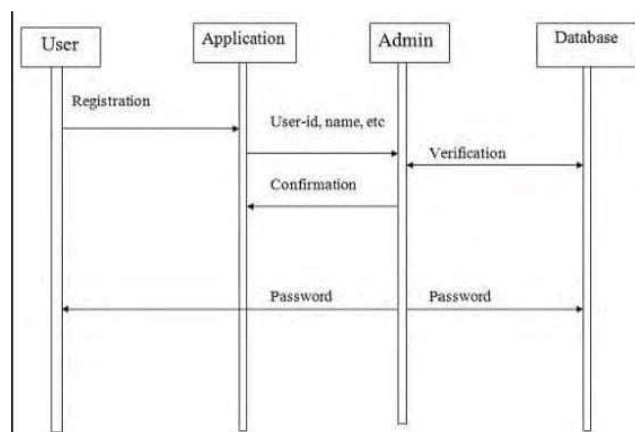 User
Application
Admin
Database
Registration
User-id, name, etc
Verification
Confirmation
Password
Password